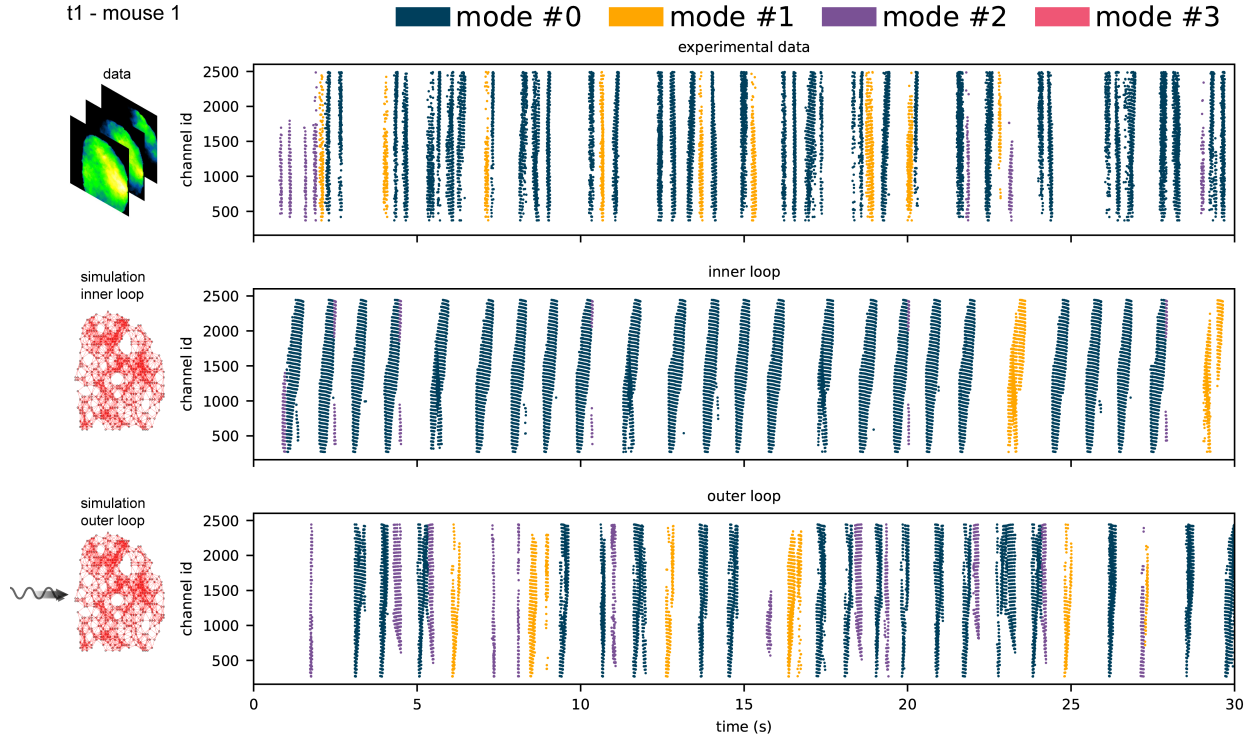 t1 - mouse 1
mode #0 mode #1 mode #2 mode #3
experimental data
data
channel id
2500
2000
1500
1000
500
simulation
inner loop
inner loop
channel id
2500
2000
1500
1000
500
simulation
outer loop
outer loop
channel id
2500
2000
1500
1000
500
0 5 10 15 20 25 30
time (s)